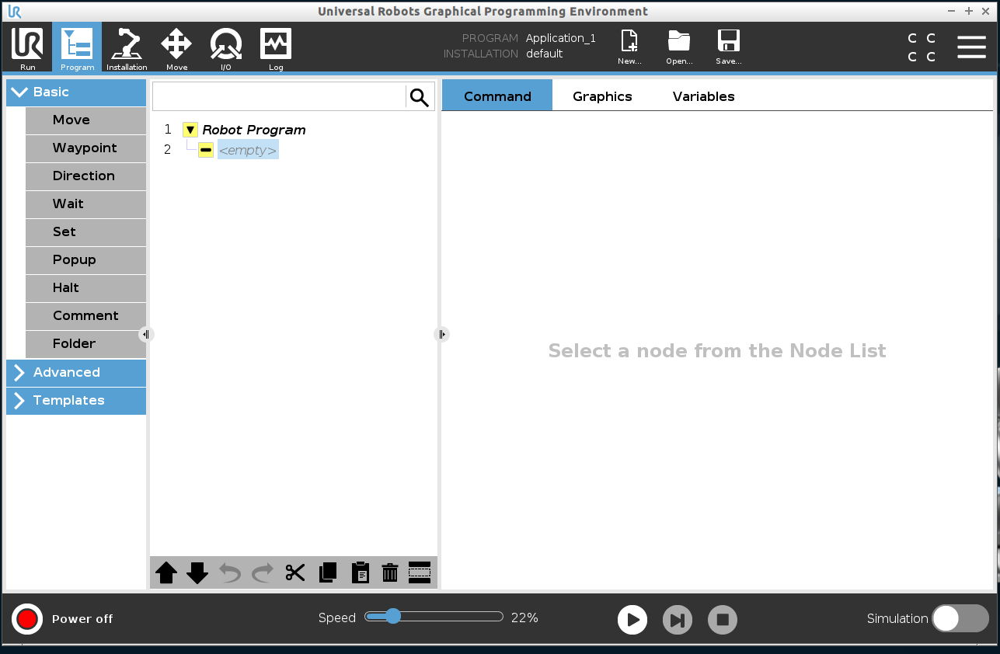 Universal Robots Graphical Programming Environment
Run
Program
Installation
Move
I/O
Log
PROGRAM Application_1
INSTALLATION default
New...
Open...
Save...
C C
C C
Basic
Move
Waypoint
Direction
Wait
Set
Popup
Halt
Comment
Folder
Advanced
Templates
1 Robot Program
2 <empty>
Command
Graphics
Variables
Select a node from the Node List
Power off
Speed
22%
Simulation